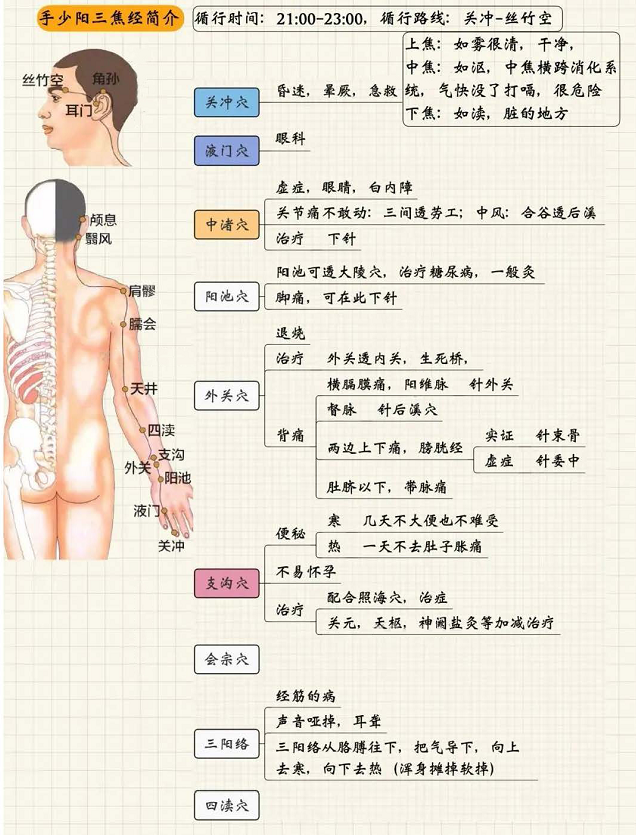 手少阳三焦经简介
循行时间：21:00-23:00，循行路线：关冲-丝竹空
上焦：如雾很清，干净，
中焦：如沤，中焦横跨消化系
统，气快没了打嗝，很危险
下焦：如渎，脏的地方
丝竹空
角孙
耳门
关冲穴
昏迷，晕厥，急救
液门穴
眼科
颅息
翳风
肩髎
臑会
天井
四渎
支沟
外关
阳池
液门
关冲
中渚穴
虚症，眼睛，白内障
关节痛不敢动：三间透劳工；中风：合谷透后溪
治疗 下针
阳池穴
阳池可透大陵穴，治疗糖尿病，一般灸
脚痛，可在此下针
外关穴
退烧
治疗 外关透内关，生死桥，
背痛
横膈膜痛，阳维脉 针外关
督脉 针后溪穴
两边上下痛，膀胱经
实证 针束骨
虚症 针委中
肚脐以下，带脉痛
支沟穴
便秘
寒 几天不大便也不难受
热 一天不去肚子胀痛
不易怀孕
治疗
配合照海穴，治症
关元，天枢，神阙盐灸等加减治疗
会宗穴
三阳络
经筋的病
声音哑掉，耳聋
三阳络从胳膊往下，把气导下，向上
去寒，向下去热（浑身摊掉软掉）
四渎穴